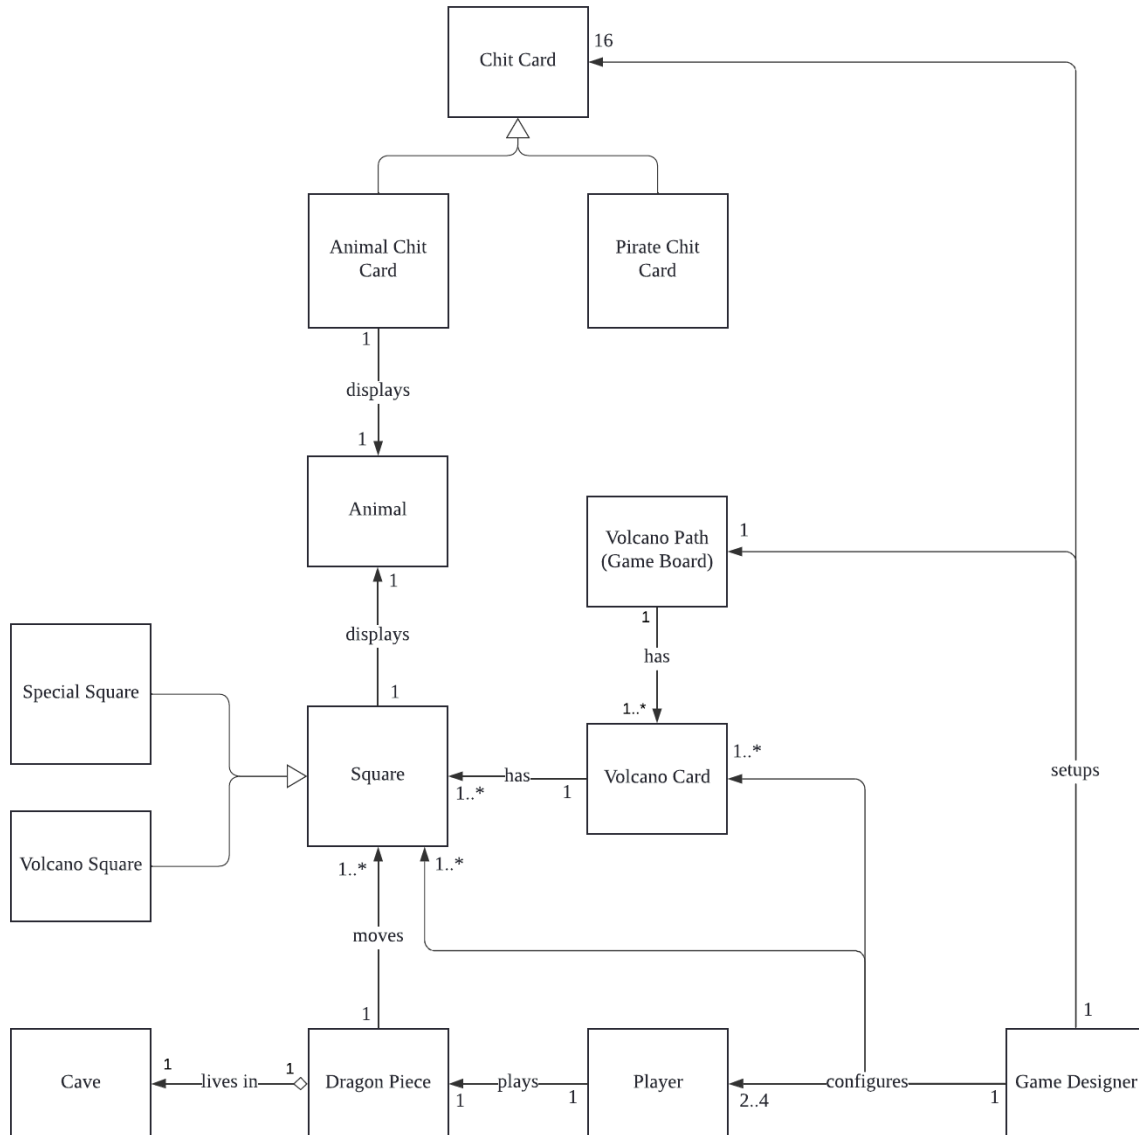 Chit Card
16
Animal Chit
Card
Pirate Chit
Card
1
displays
1
Animal
Volcano Path
(Game Board)
1
1
1
displays
has
1
1..*
Special Square
Square
Volcano Card
1..*
has
1..*
1
setups
Volcano Square
1..*
1..*
moves
1
1
Cave
1
lives in
1
Dragon Piece
plays
1
1
Player
configures
2..4
1
Game Designer